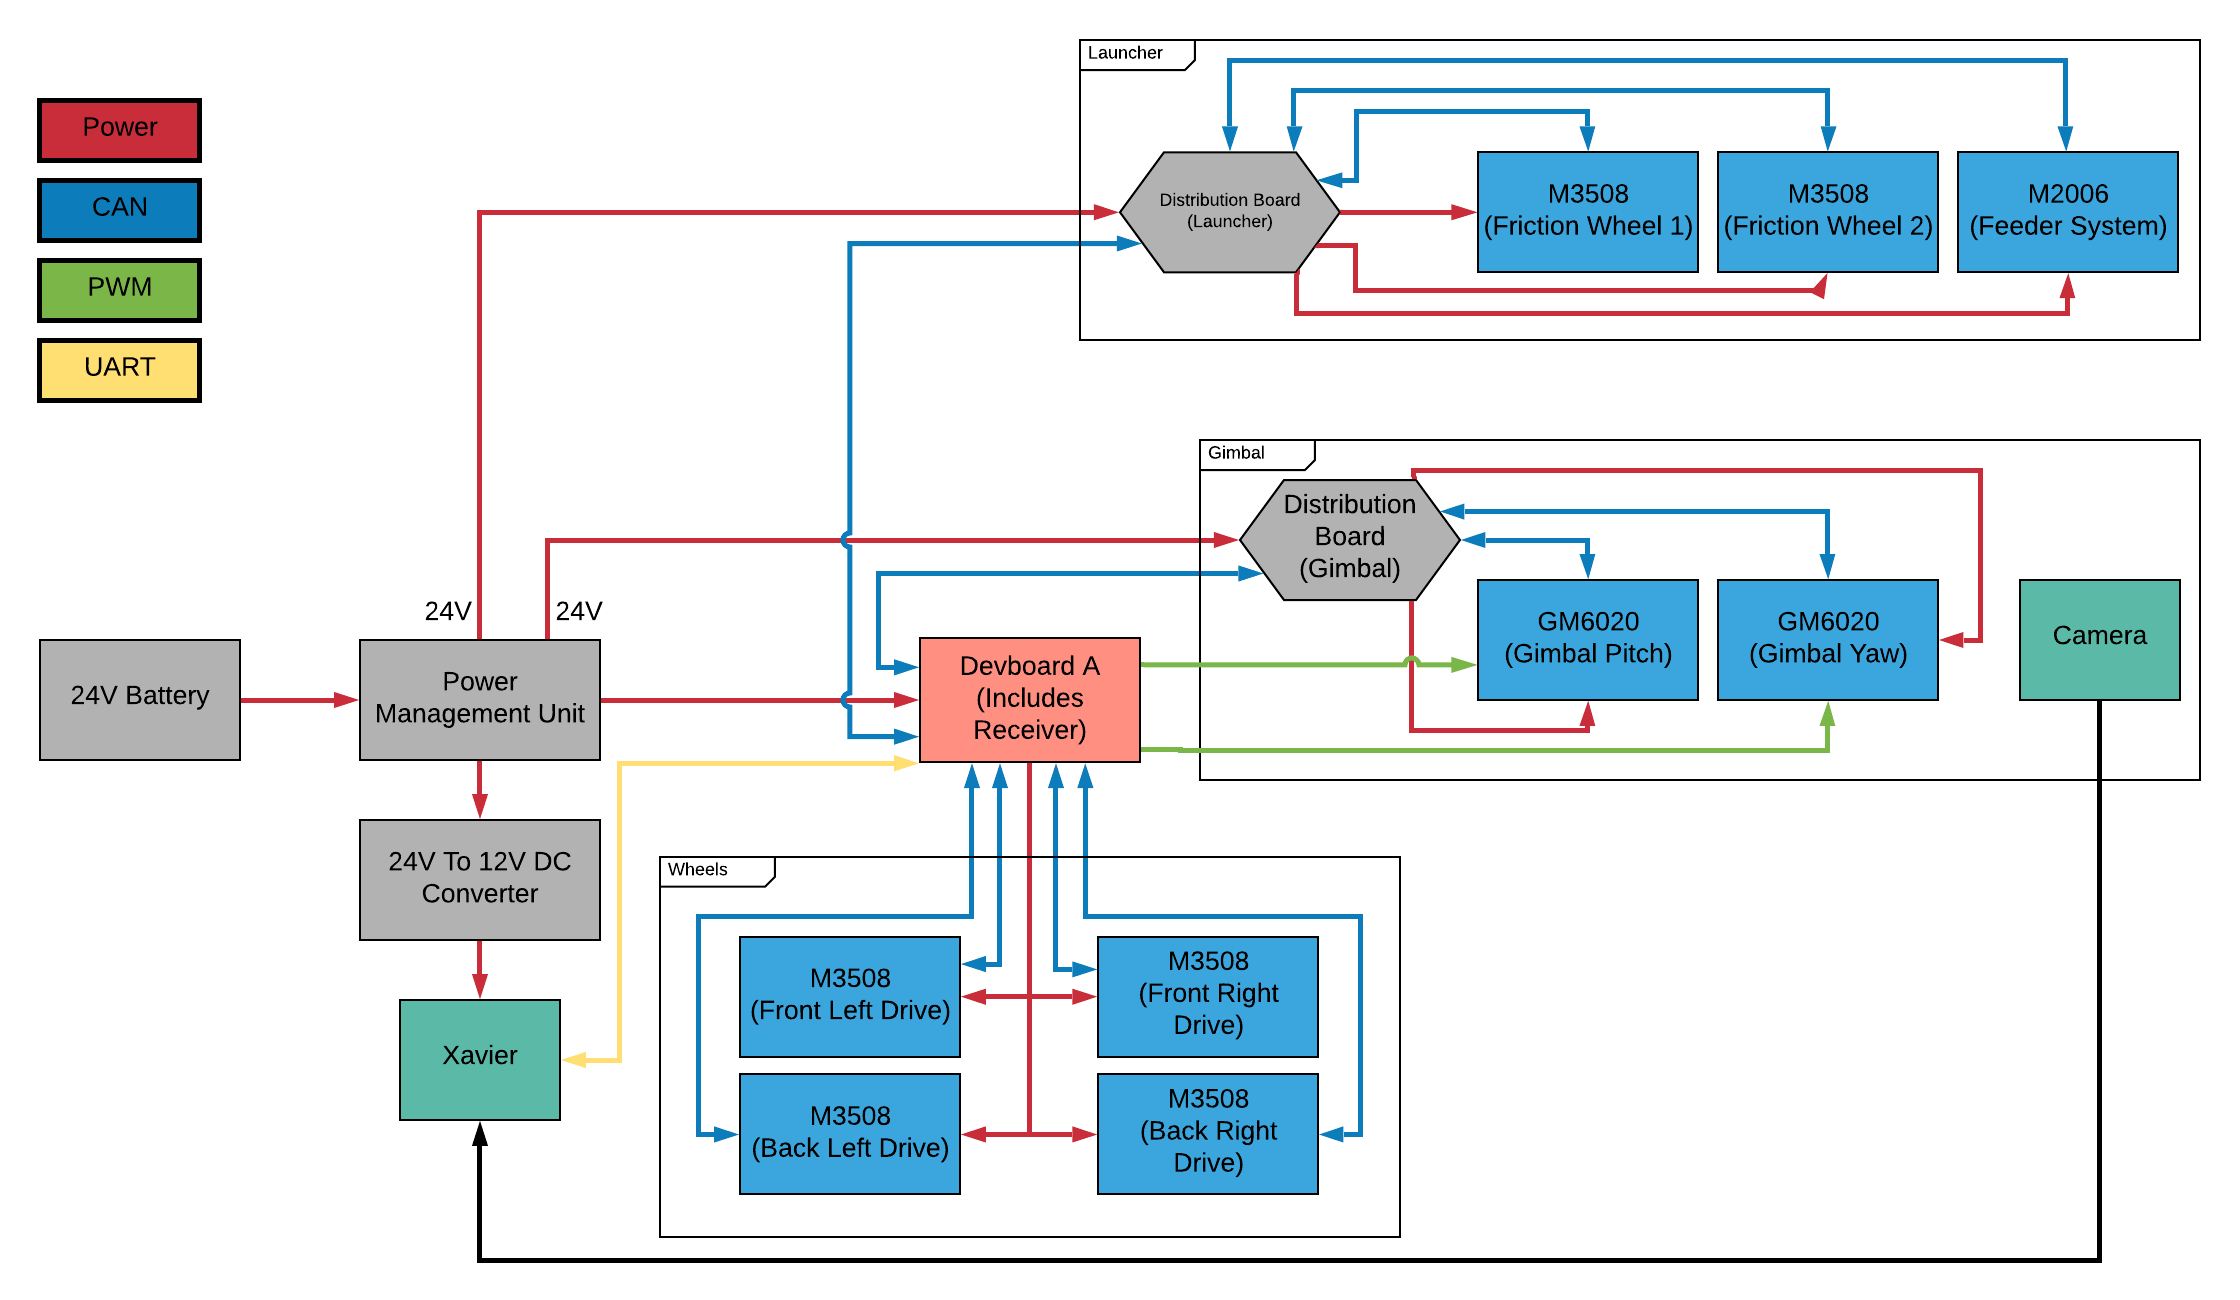 Power
CAN
PWM
UART
Launcher
Distribution Board
(Launcher)
M3508
(Friction Wheel 1)
M3508
(Friction Wheel 2)
M2006
(Feeder System)
Gimbal
Distribution
Board
(Gimbal)
GM6020
(Gimbal Pitch)
GM6020
(Gimbal Yaw)
Camera
24V
24V
24V Battery
Power
Management Unit
Devboard A
(Includes
Receiver)
24V To 12V DC
Converter
Xavier
Wheels
M3508
(Front Left Drive)
M3508
(Front Right
Drive)
M3508
(Back Left Drive)
M3508
(Back Right
Drive)